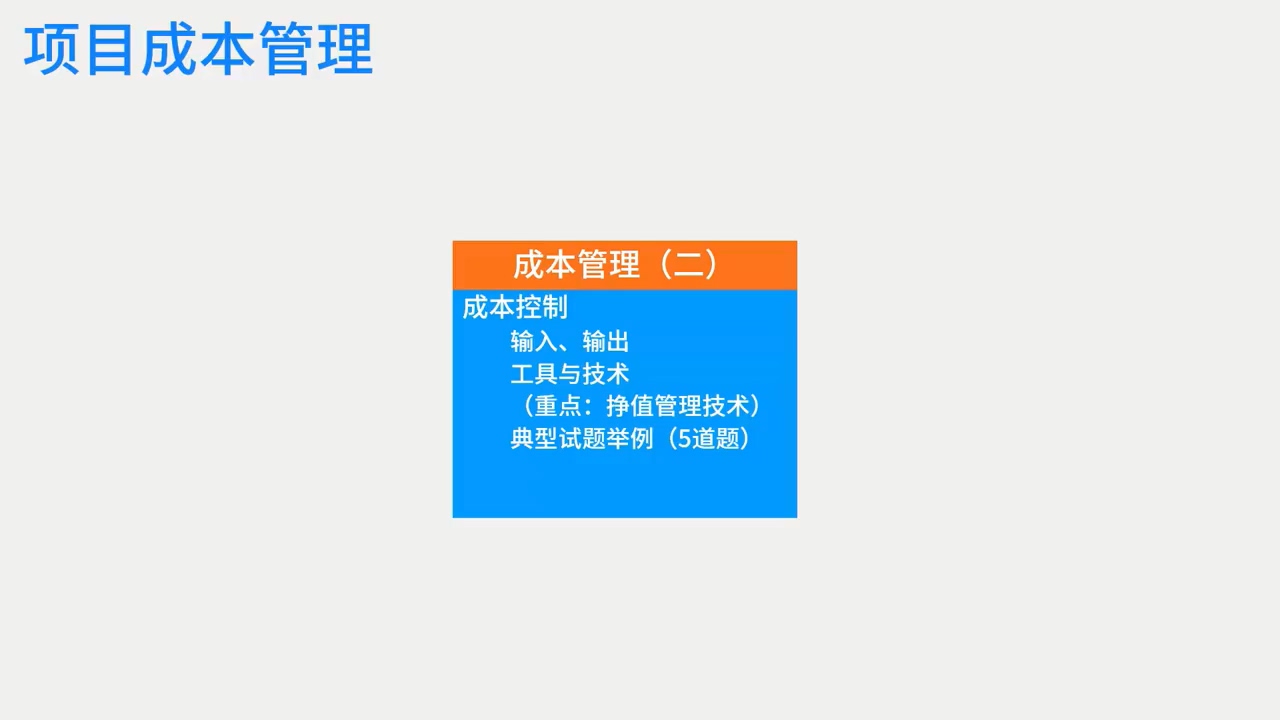 项目成本管理
成本管理（二）
成本控制
输入、输出
工具与技术
（重点：挣值管理技术）
典型试题举例（5道题）